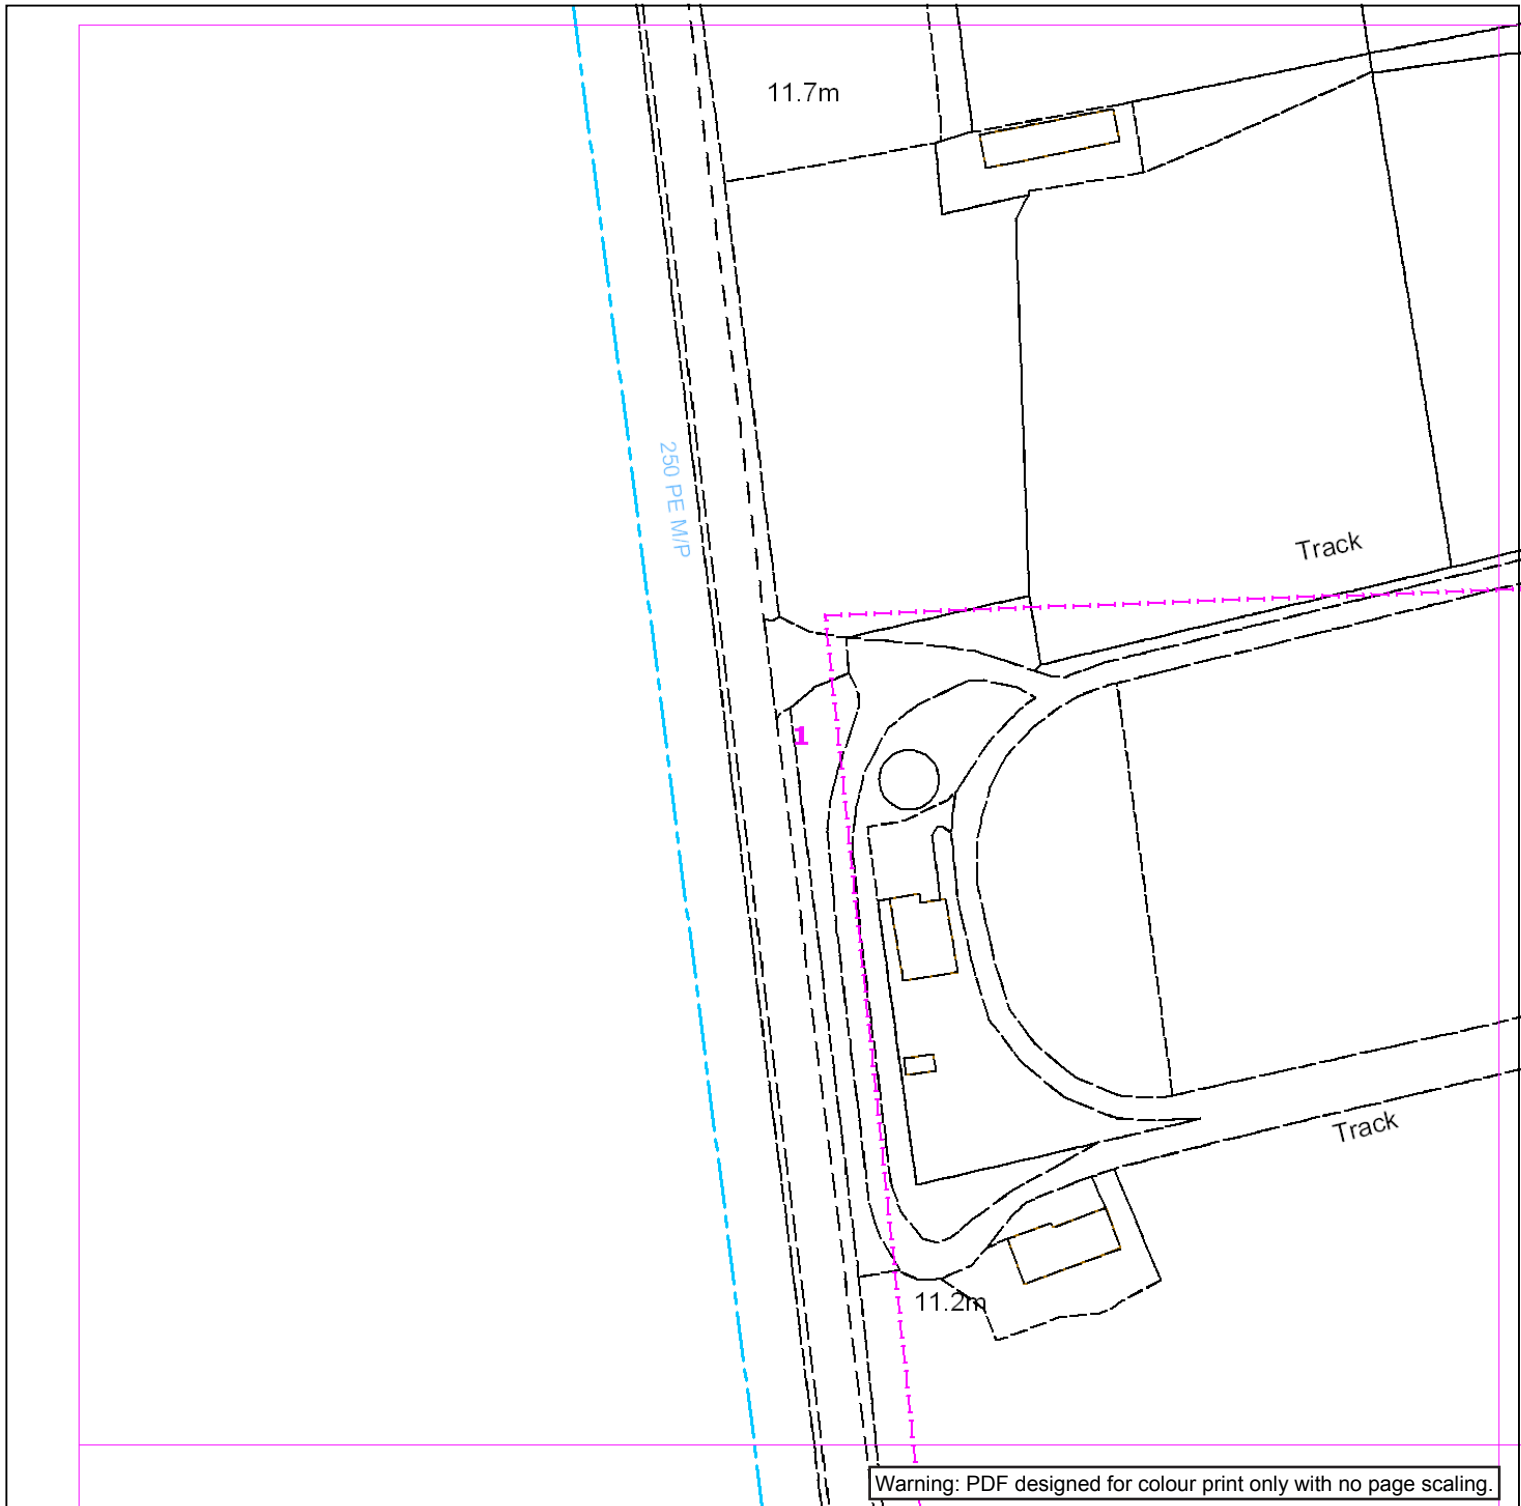 11.7m
250 PE M/P
Track
1
Track
11.2m
Warning: PDF designed for colour print only with no page scaling.